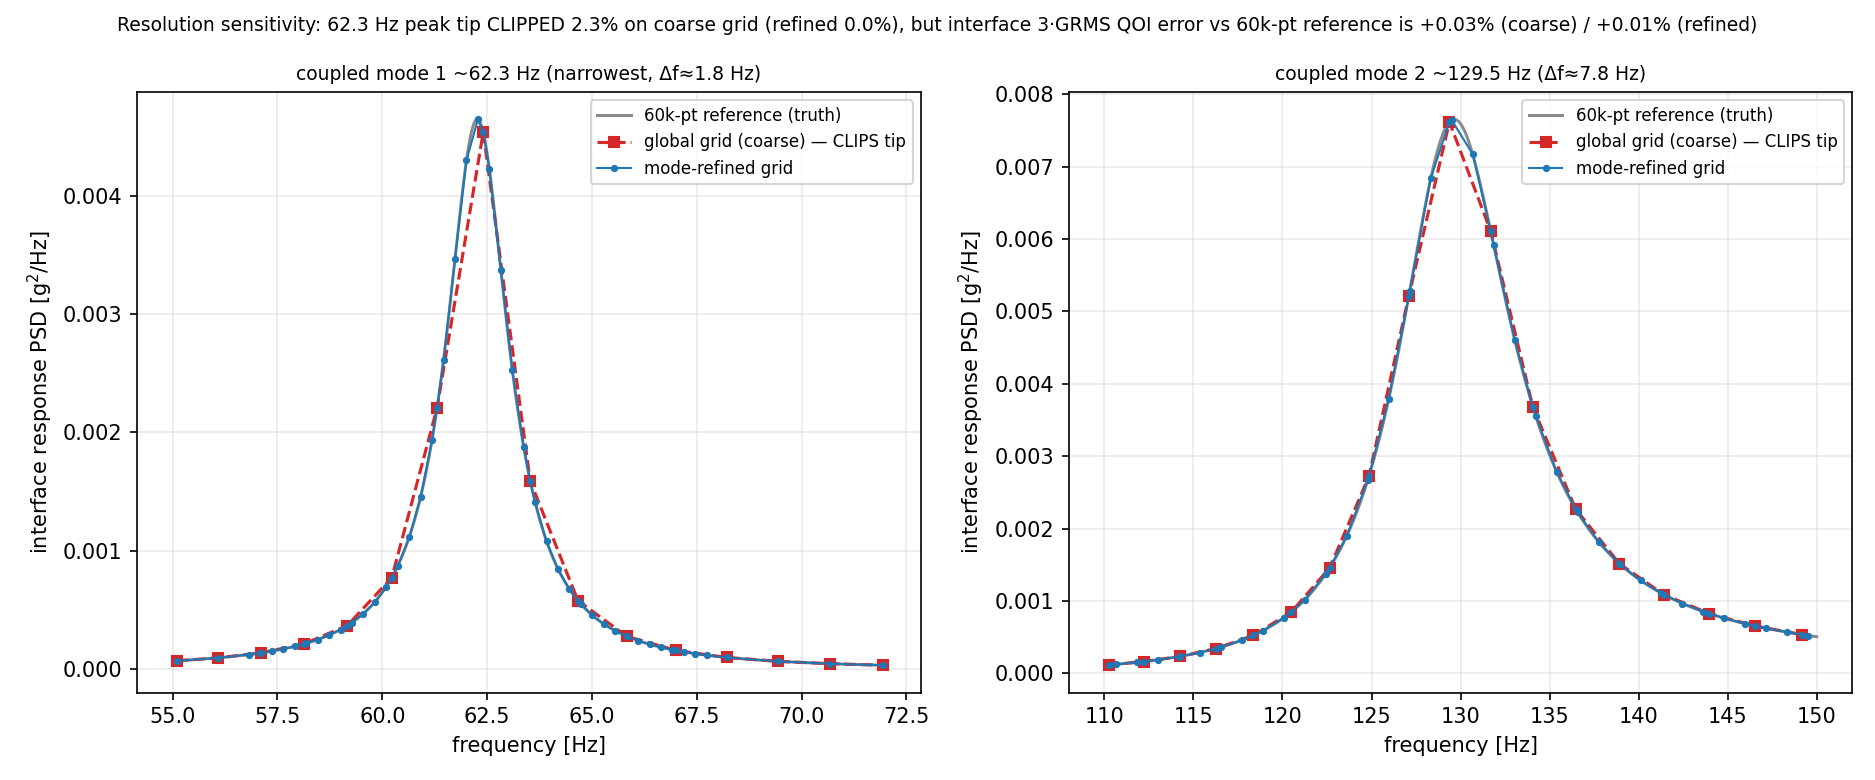 Resolution sensitivity: 62.3 Hz peak tip CLIPPED 2.3% on coarse grid (refined 0.0%), but interface 3·GRMS QOI error vs 60k-pt reference is +0.03% (coarse) / +0.01% (refined)
coupled mode 1 ~62.3 Hz (narrowest, Δf≈1.8 Hz)
60k-pt reference (truth)
global grid (coarse) — CLIPS tip
mode-refined grid
interface response PSD [g²/Hz]
0.004
0.003
0.002
0.001
0.000
55.0 57.5 60.0 62.5 65.0 67.5 70.0 72.5
frequency [Hz]
coupled mode 2 ~129.5 Hz (Δf≈7.8 Hz)
60k-pt reference (truth)
global grid (coarse) — CLIPS tip
mode-refined grid
interface response PSD [g²/Hz]
0.008
0.007
0.006
0.005
0.004
0.003
0.002
0.001
0.000
110 115 120 125 130 135 140 145 150
frequency [Hz]